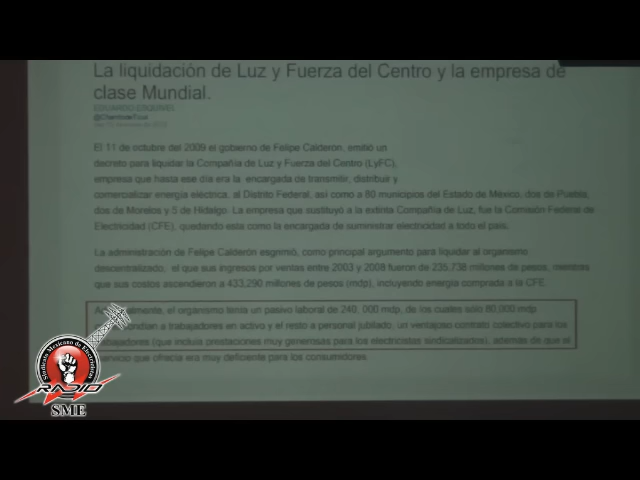 La liquidación de Luz y Fuerza del Centro y la empresa de
clase Mundial.
El 11 de octubre del 2009 el gobierno de Felipe Calderón, emitió un
decreto para liquidar la Compañía de Luz y Fuerza del Centro (LyFC),
empresa que hasta ese día era la encargada de transmitir, distribuir y
comercializar energía eléctrica, al Distrito Federal, así como a 80 municipios del Estado de México, dos de Puebla,
dos de Morelos y 5 de Hidalgo. La empresa que sustituyó a la extinta Compañía de Luz, fue la Comisión Federal de
Electricidad (CFE), quedando esta como la encargada de suministrar electricidad a todo el país.
La administración de Felipe Calderón esgrimió, como principal argumento para liquidar al organismo
descentralizado, el que sus ingresos por ventas entre 2003 y 2008 fueron de 235,738 millones de pesos, mientras
que sus costos ascendieron a 433,290 millones de pesos (mdp), incluyendo energía comprada a la CFE.
el organismo tenía un pasivo laboral de 240, 000 mdp, de los cuales sólo 80,000 mdp
a trabajadores en activo y el resto a personal jubilado, un ventajoso contrato colectivo para los
(que incluía prestaciones muy generosas para los electricistas sindicalizados), además de que el
servicio que ofrecía era muy deficiente para los consumidores.
Sindicato Mexicano de Electricistas
RADIO
SME